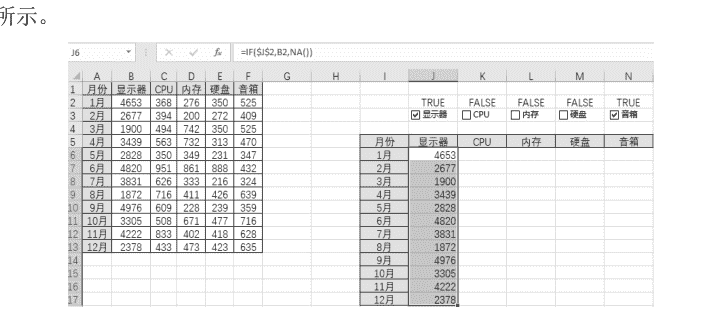 所示。
J6 =IF($J$2,B2,NA())
A B C D E F G H I J K L M N
1 月份 显示器 CPU 内存 硬盘 音箱
2 1月 4653 368 276 350 525 TRUE FALSE FALSE FALSE TRUE
3 2月 2677 394 200 272 409 显示器 CPU 内存 硬盘 音箱
4 3月 1900 494 742 350 525
5 4月 3439 563 732 313 470 月份 显示器 CPU 内存 硬盘 音箱
6 5月 2828 350 349 231 347 1月 4653
7 6月 4820 951 861 888 432 2月 2677
8 7月 3831 626 333 216 324 3月 1900
9 8月 1872 716 411 426 639 4月 3439
10 9月 4976 609 228 239 359 5月 2828
11 10月 3305 508 671 477 716 6月 4820
12 11月 4222 833 402 418 628 7月 3831
13 12月 2378 433 473 423 635 8月 1872
14 9月 4976
15 10月 3305
16 11月 4222
17 12月 2378